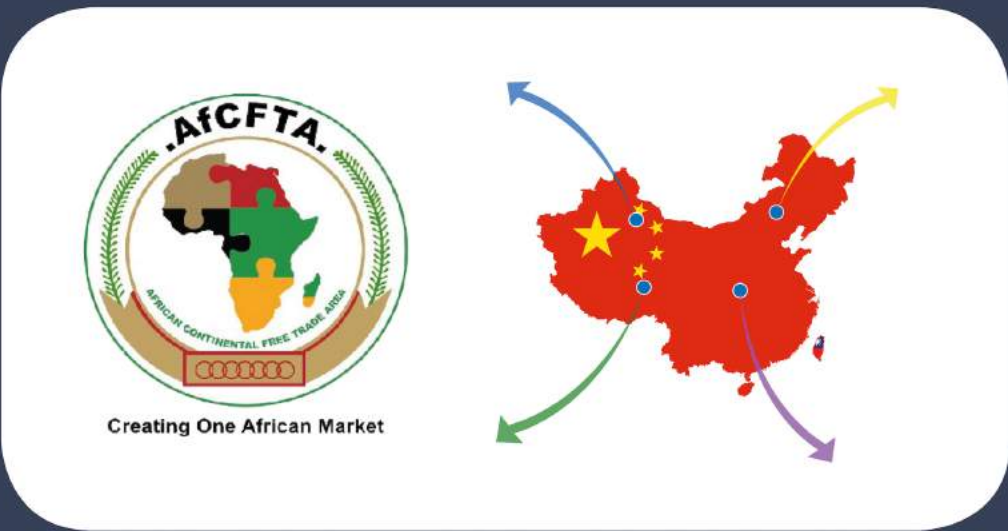 .AfCFTA.
AFRICAN CONTINENTAL FREE TRADE AREA
Creating One African Market